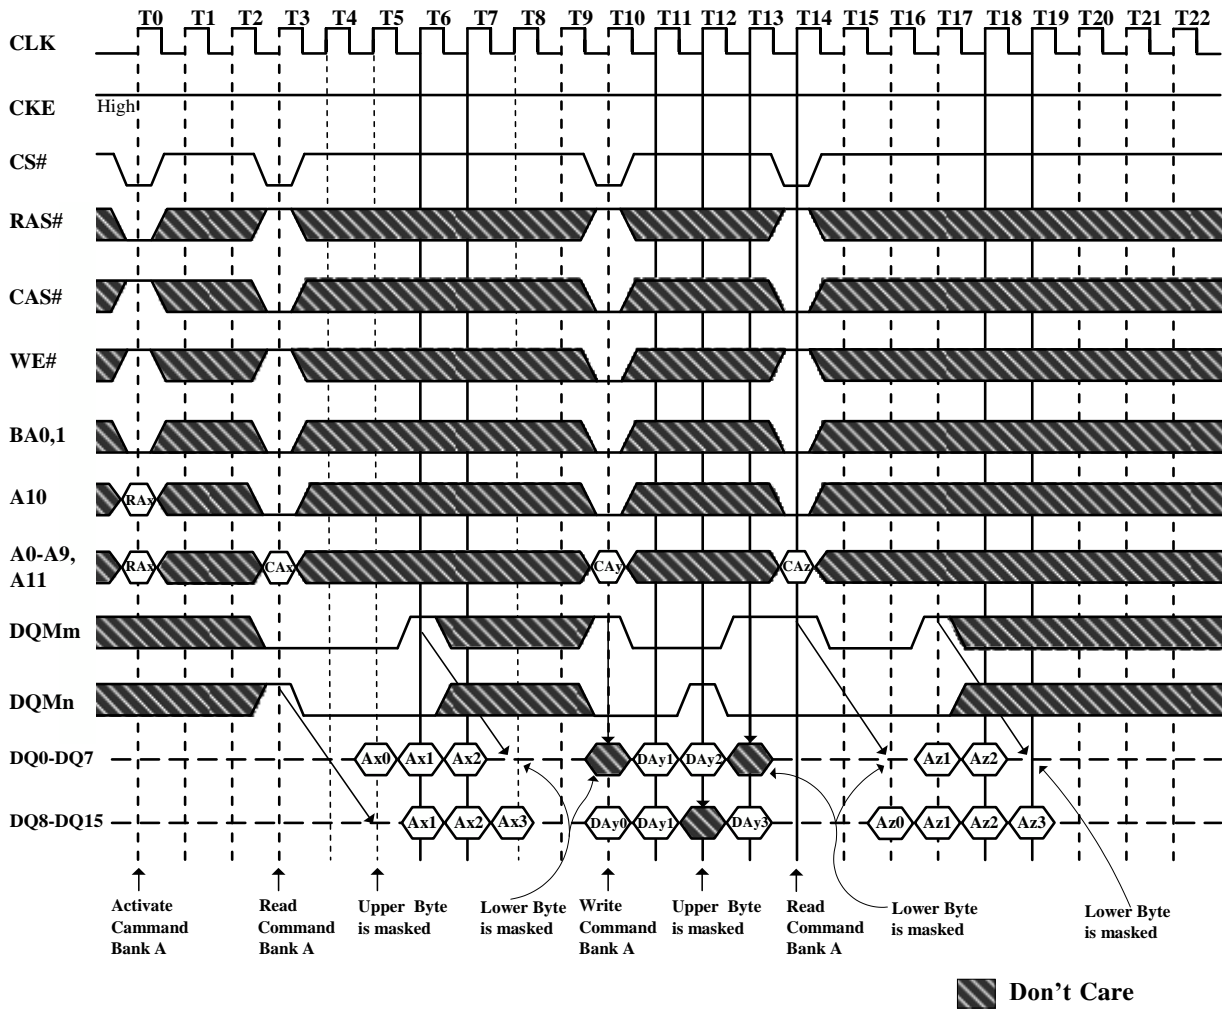 T0 T1 T2 T3 T4 T5 T6 T7 T8 T9 T10 T11 T12 T13 T14 T15 T16 T17 T18 T19 T20 T21 T22
CLK
CKE High
CS#
RAS#
CAS#
WE#
BA0,1
A10 RAx
A0-A9,
A11 RAx CAx CAy CAz
DQMm
DQMn
DQ0-DQ7 Ax0 Ax1 Ax2 DAy1 DAy2 Az1 Az2
DQ8-DQ15 Ax1 Ax2 Ax3 DAy0 DAy1 DAy3 Az0 Az1 Az2 Az3
Activate
Cammand
Bank A
Read
Command
Bank A
Upper Byte
is masked
Lower Byte
is masked
Write
Command
Bank A
Upper Byte
is masked
Read
Command
Bank A
Lower Byte
is masked
Lower Byte
is masked
Don't Care